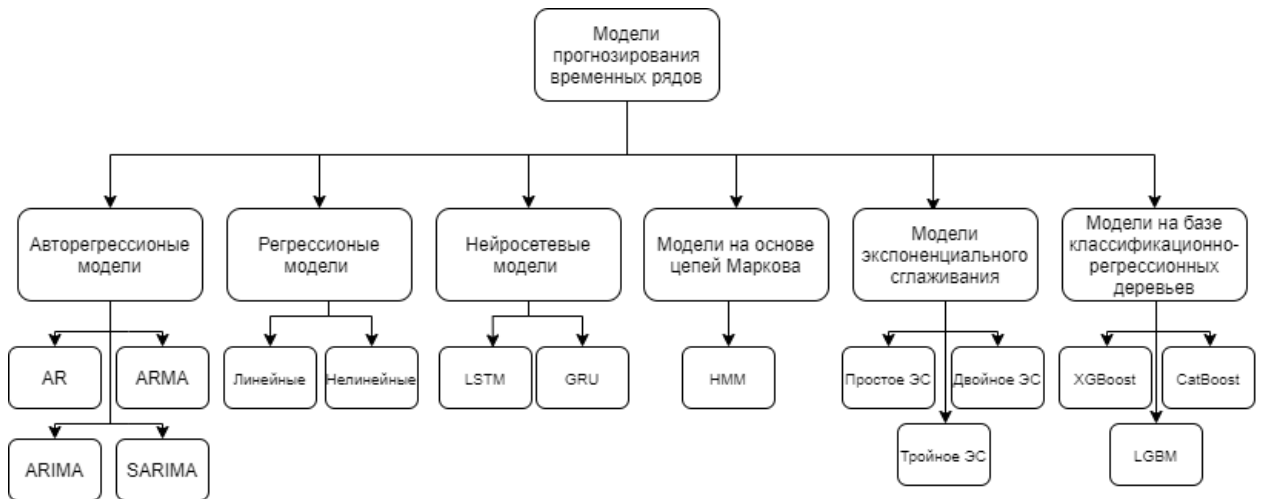 Модели
прогнозирования
временных рядов
Авторегрессионые
модели
Регрессионые
модели
Нейросетевые
модели
Модели на основе
цепей Маркова
Модели
экспоненциального
сглаживания
Модели на базе
классификационно-
регрессионных
деревьев
AR
ARMA
Линейные
Нелинейные
LSTM
GRU
HMM
Простое ЭС
Двойное ЭС
XGBoost
CatBoost
ARIMA
SARIMA
Тройное ЭС
LGBM